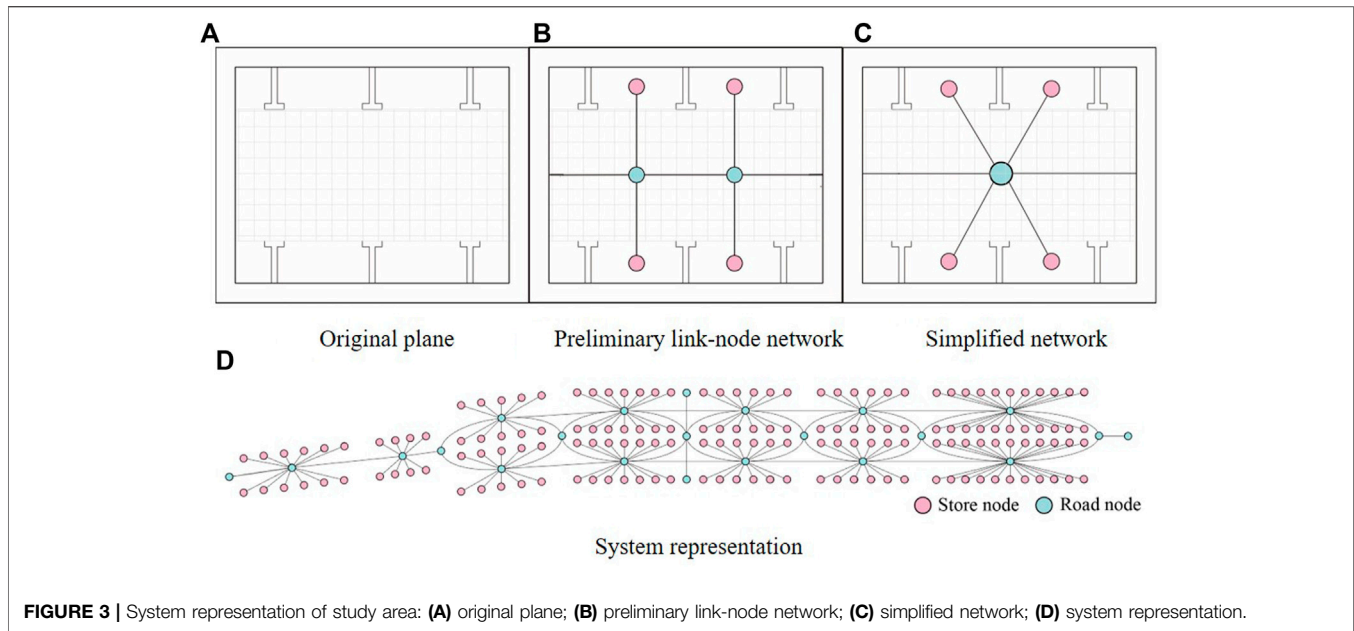 A
B
C
Original plane
Preliminary link-node network
Simplified network
D
Store node
Road node
System representation
FIGURE 3 | System representation of study area: (A) original plane; (B) preliminary link-node network; (C) simplified network; (D) system representation.